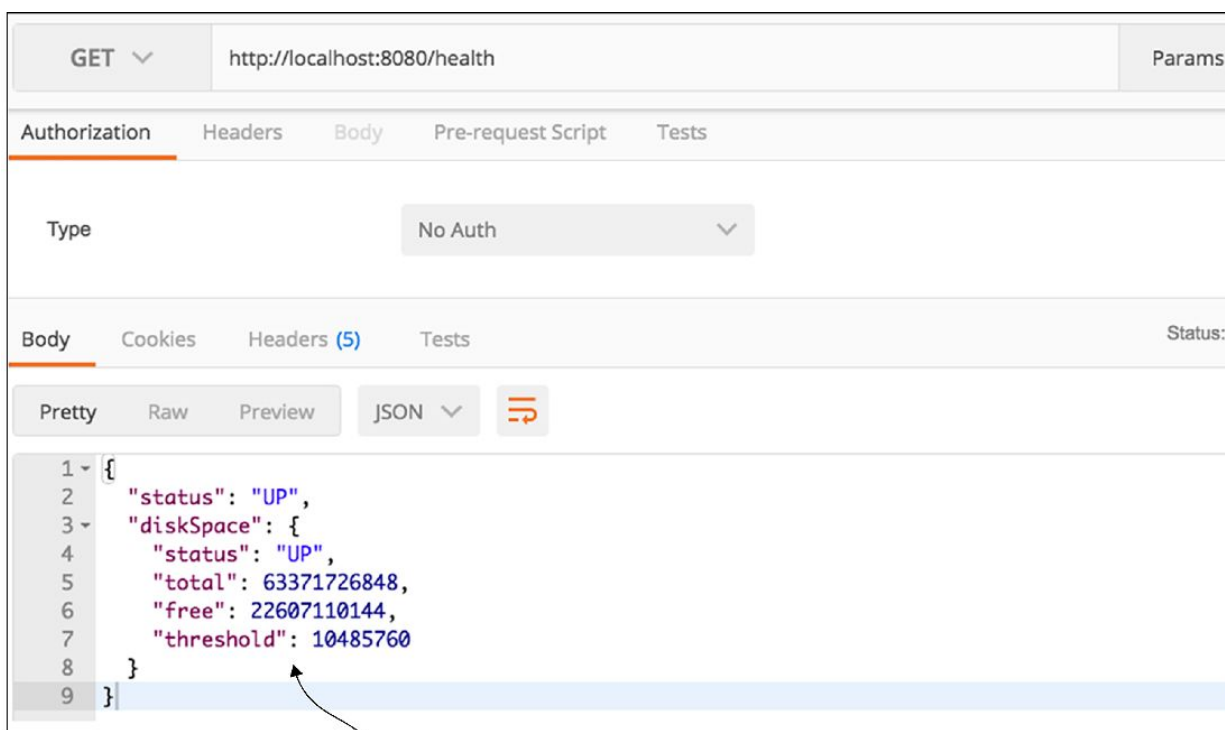 GET http://localhost:8080/health Params
Authorization Headers Body Pre-request Script Tests
Type No Auth
Body Cookies Headers (5) Tests Status:
Pretty Raw Preview JSON
1 {
2 "status": "UP",
3 "diskSpace": {
4 "status": "UP",
5 "total": 63371726848,
6 "free": 22607110144,
7 "threshold": 10485760
8 }
9 }